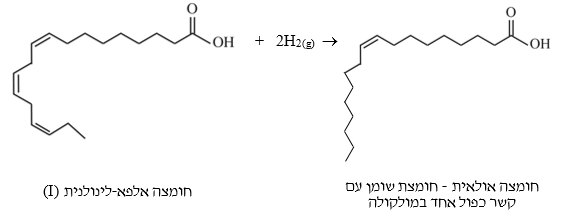 O
OH
+ 2H₂(g) →
O
OH
חומצה אלפא-לינולנית (I)
חומצה אולאית - חומצת שומן עם
קשר כפול אחד במולקולה